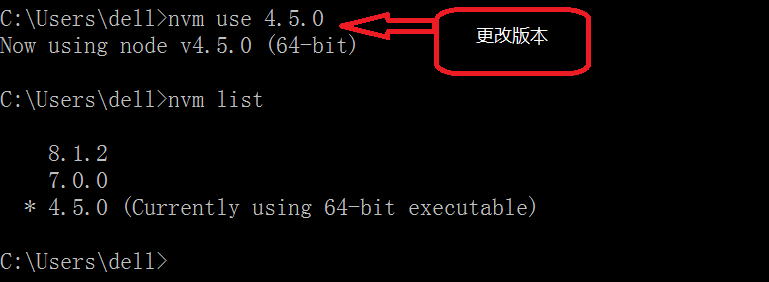 C:\Users\dell>nvm use 4.5.0
更改版本
Now using node v4.5.0 (64-bit)
C:\Users\dell>nvm list
8.1.2
7.0.0
* 4.5.0 (Currently using 64-bit executable)
C:\Users\dell>